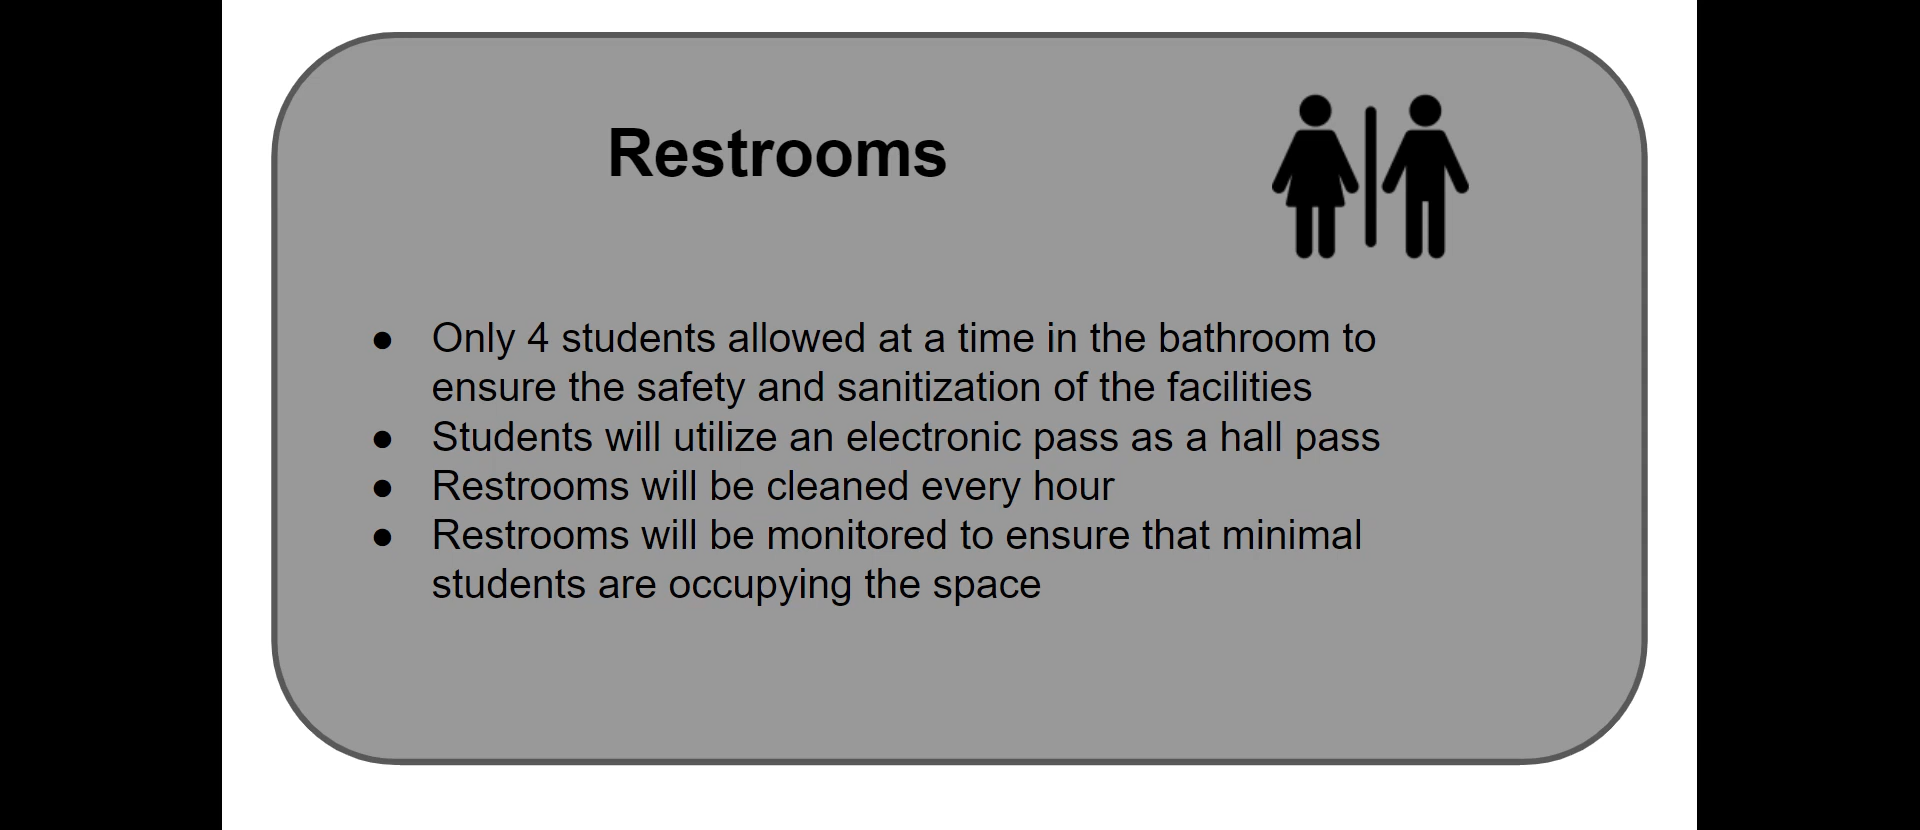 Restrooms
● Only 4 students allowed at a time in the bathroom to
ensure the safety and sanitization of the facilities
● Students will utilize an electronic pass as a hall pass
● Restrooms will be cleaned every hour
● Restrooms will be monitored to ensure that minimal
students are occupying the space